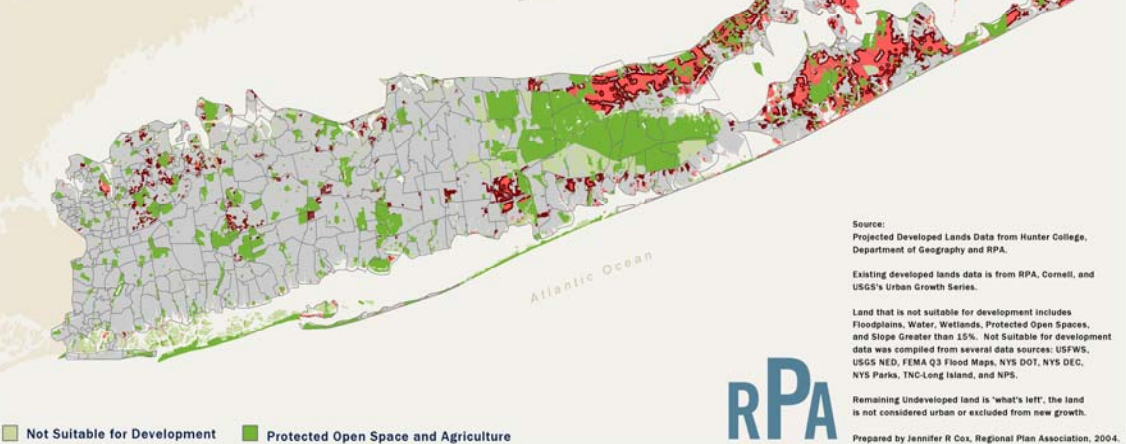 Atlantic Ocean
Source:
Projected Developed Lands Data from Hunter College,
Department of Geography and RPA.
Existing developed lands data is from RPA, Cornell, and
USGS's Urban Growth Series.
Land that is not suitable for development includes
Floodplains, Water, Wetlands, Protected Open Spaces,
and Slope Greater than 15%. Not Suitable for development
data was compiled from several data sources: USFWS,
USGS NED, FEMA Q3 Flood Maps, NYS DOT, NYS DEC,
NYS Parks, TNC-Long Island, and NPS.
Remaining Undeveloped land is 'what's left', the land
is not considered urban or excluded from new growth.
Prepared by Jennifer R Cox, Regional Plan Association, 2004.
RPA
Not Suitable for Development
Protected Open Space and Agriculture